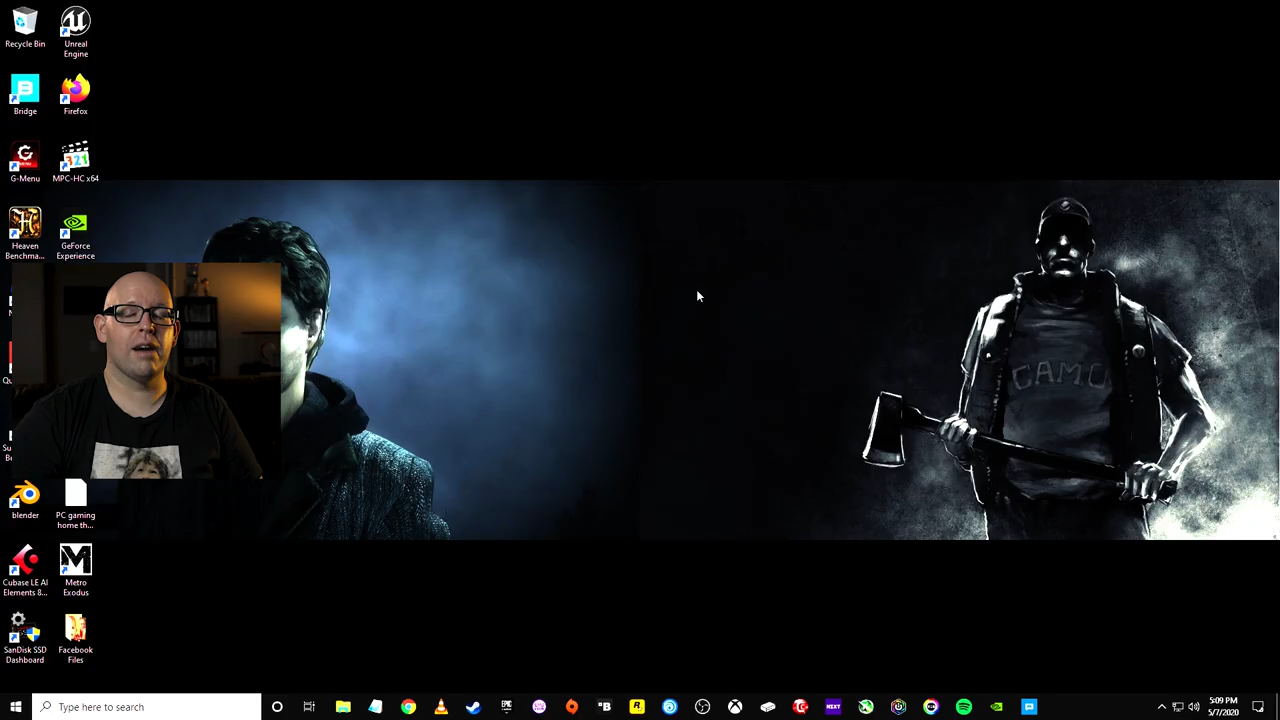 Recycle Bin
Unreal
Engine
Bridge
Firefox
G-Menu
MPC-HC x64
321
Heaven
Benchma...
GeForce
Experience
CAMO
blender
PC gaming
home th...
Cubase LE AI
Elements 8...
Metro
Exodus
SanDisk SSD
Dashboard
Facebook
Files
Type here to search
NEXT
5:09 PM
5/7/2020